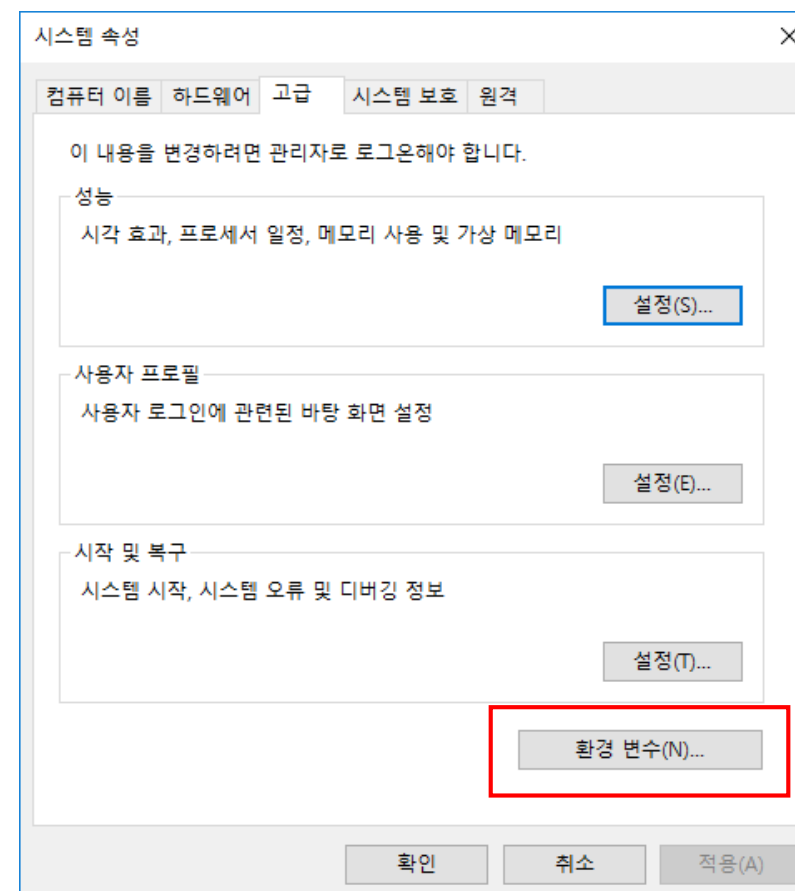 시스템 속성
컴퓨터 이름 하드웨어 고급 시스템 보호 원격
이 내용을 변경하려면 관리자로 로그온해야 합니다.
성능
시각 효과, 프로세서 일정, 메모리 사용 및 가상 메모리
설정(S)...
사용자 프로필
사용자 로그인에 관련된 바탕 화면 설정
설정(E)...
시작 및 복구
시스템 시작, 시스템 오류 및 디버깅 정보
설정(T)...
환경 변수(N)...
확인 취소 적용(A)